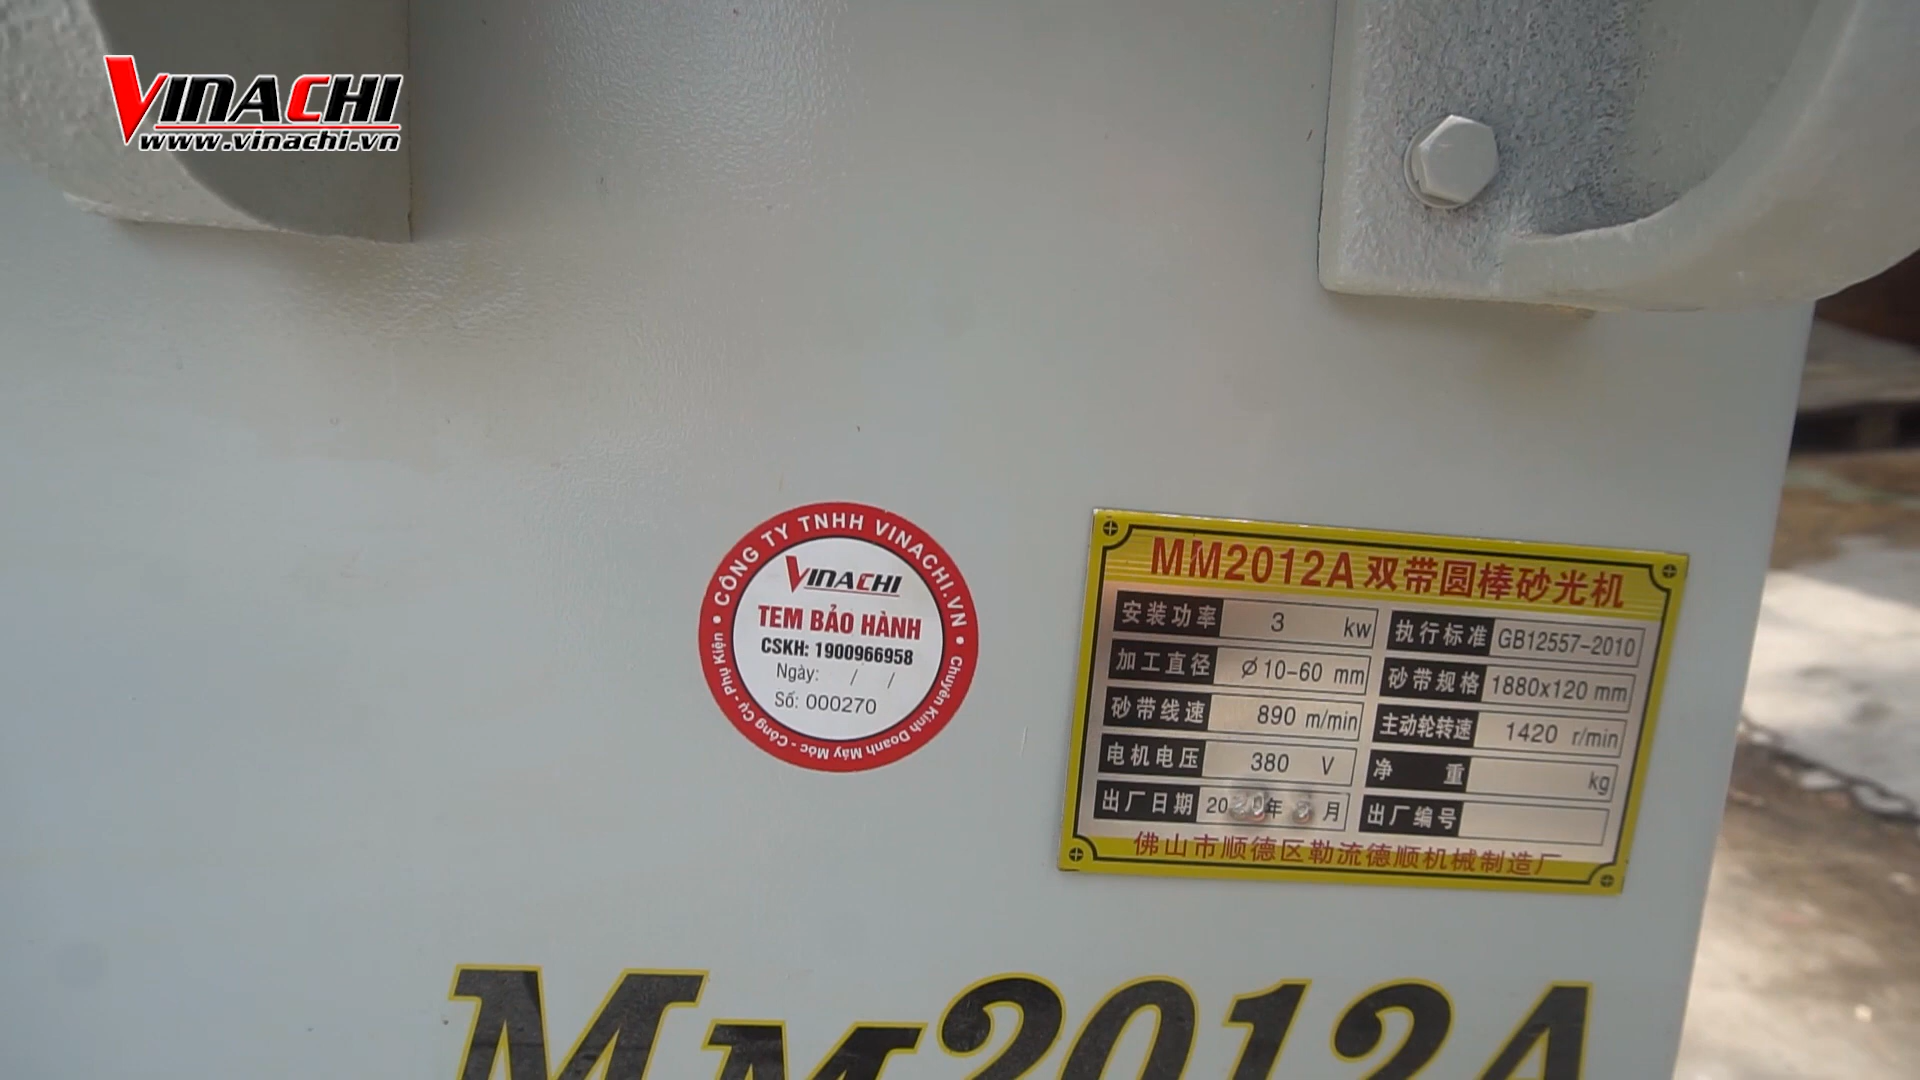 VINACHI
www.vinachi.vn
CÔNG TY TNHH VINACHI.VN
VINACHI
TEM BẢO HÀNH
CSKH: 1900966958
Ngày: / /
Số: 000270
Chuyên Kinh Doanh Máy Móc - Công Cụ - Phụ Kiện
MM2012A 双带圆棒砂光机
安装功率 3 kw 执行标准 GB12557-2010
加工直径 ø10-60 mm 砂带规格 1880x120 mm
砂带线速 890 m/min 主动轮转速 1420 r/min
电机电压 380 V 净 重 kg
出厂日期 20 年 月 出厂编号
佛山市顺德区勒流德顺机械制造厂
MM2012A